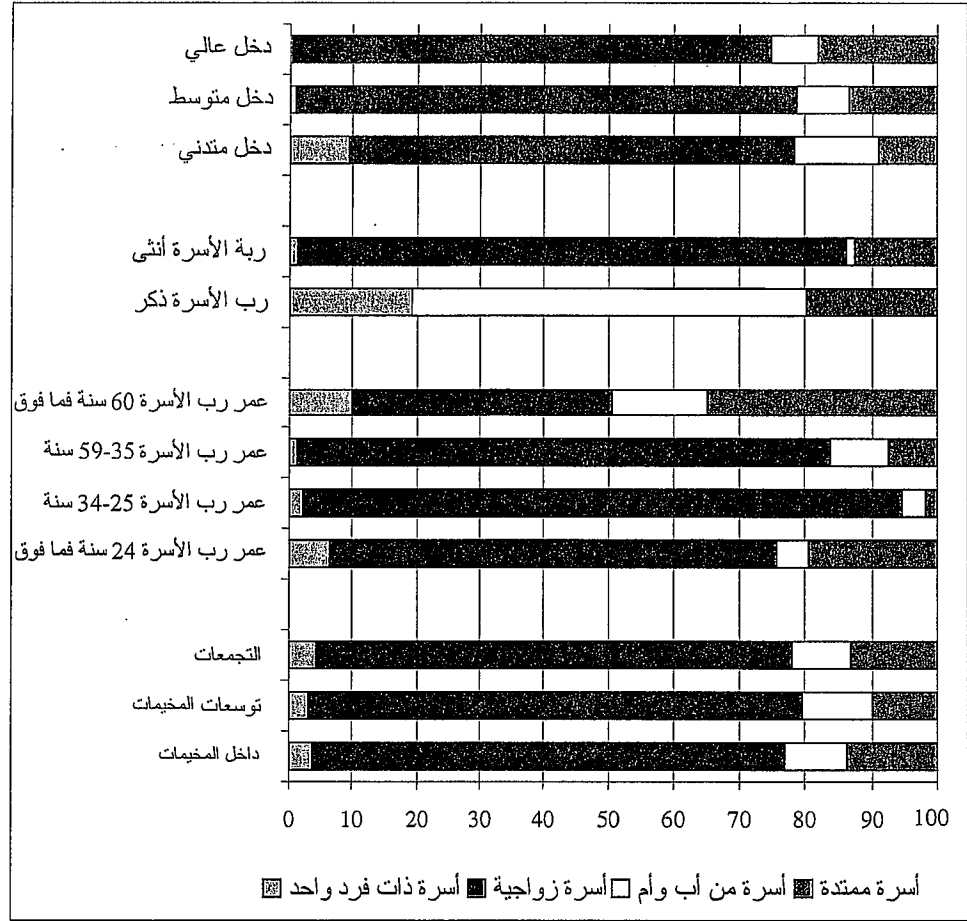 دخل عالي
دخل متوسط
دخل متدني
ربة الأسرة أنثى
رب الأسرة ذكر
عمر رب الأسرة 60 سنة فما فوق
عمر رب الأسرة 35-59 سنة
عمر رب الأسرة 25-34 سنة
عمر رب الأسرة 24 سنة فما فوق
التجمعات
توسعات المخيمات
داخل المخيمات
0 10 20 30 40 50 60 70 80 90 100
أسرة ممتدة أسرة من أب وأم أسرة زواجية أسرة ذات فرد واحد